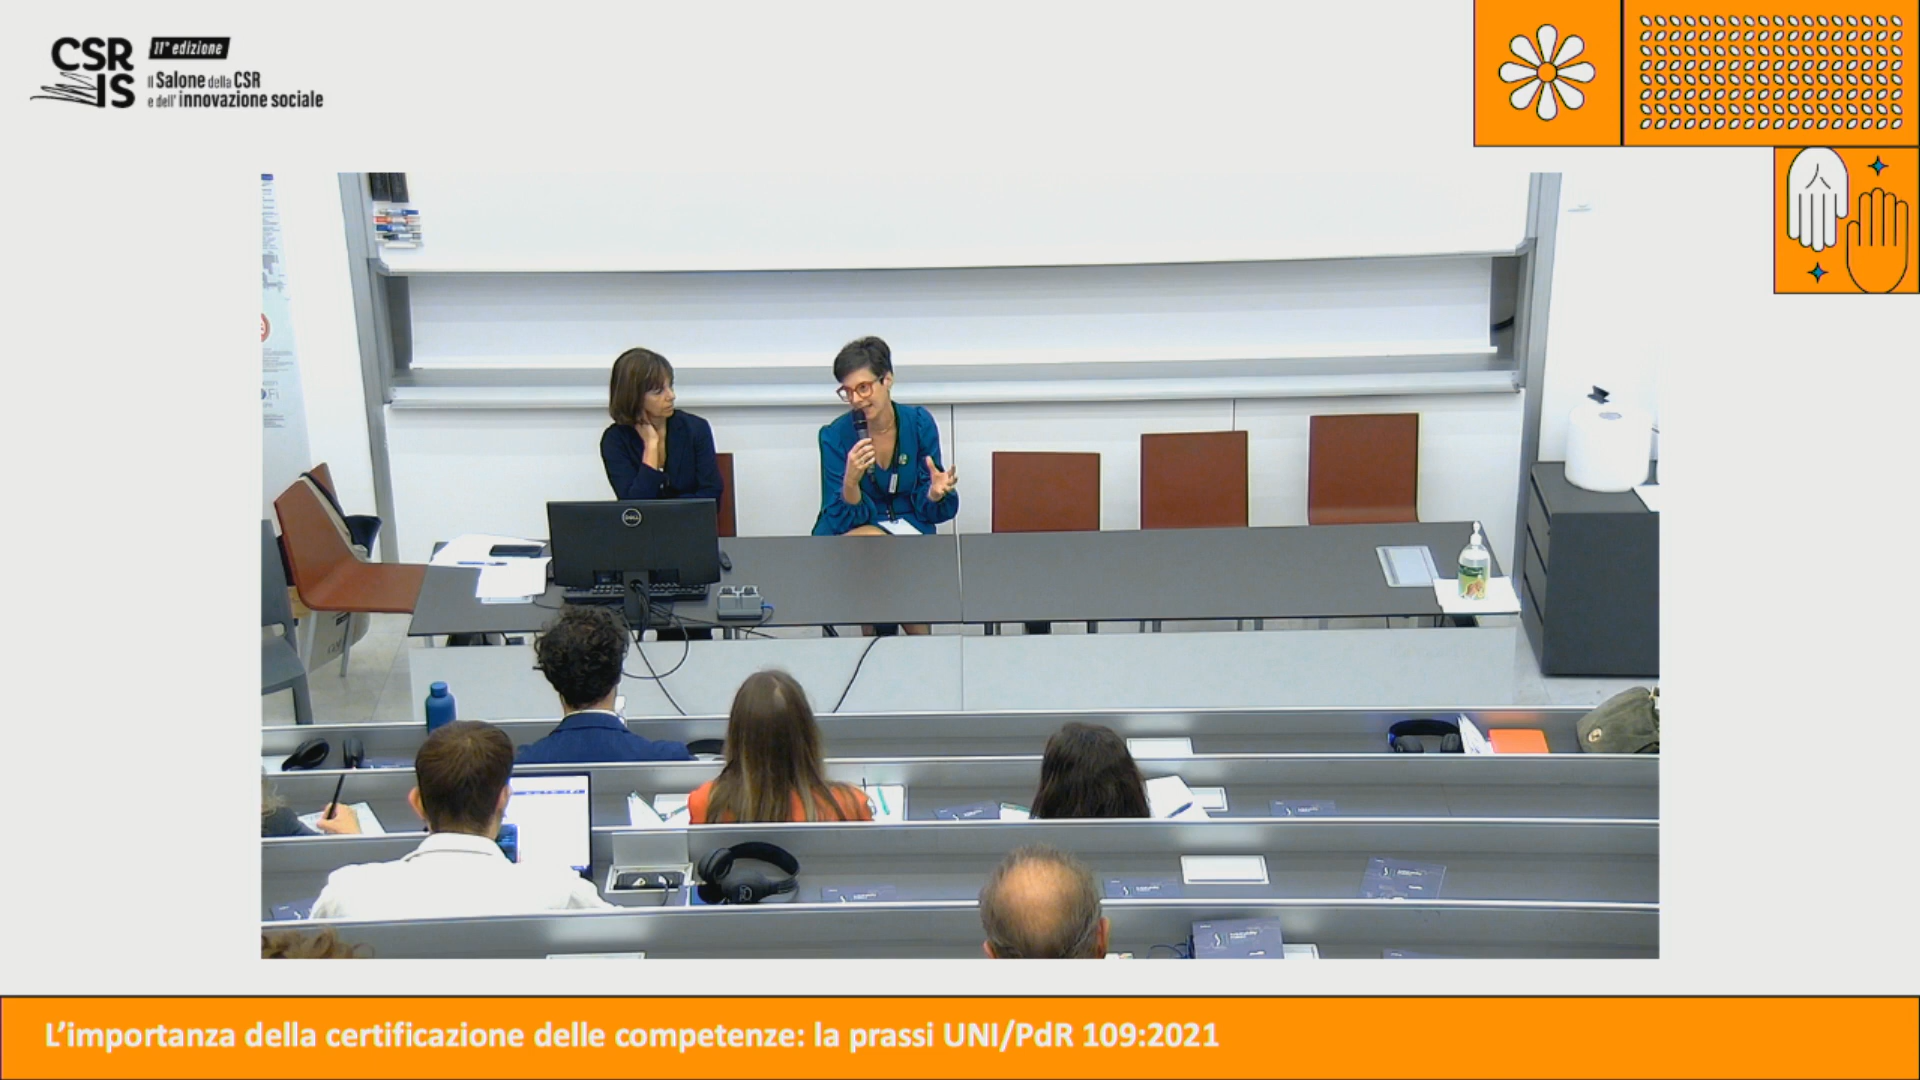 CSR
IS
11° edizione
Il Salone della CSR
e dell' innovazione sociale
DELL
L'importanza della certificazione delle competenze: la prassi UNI/PdR 109:2021